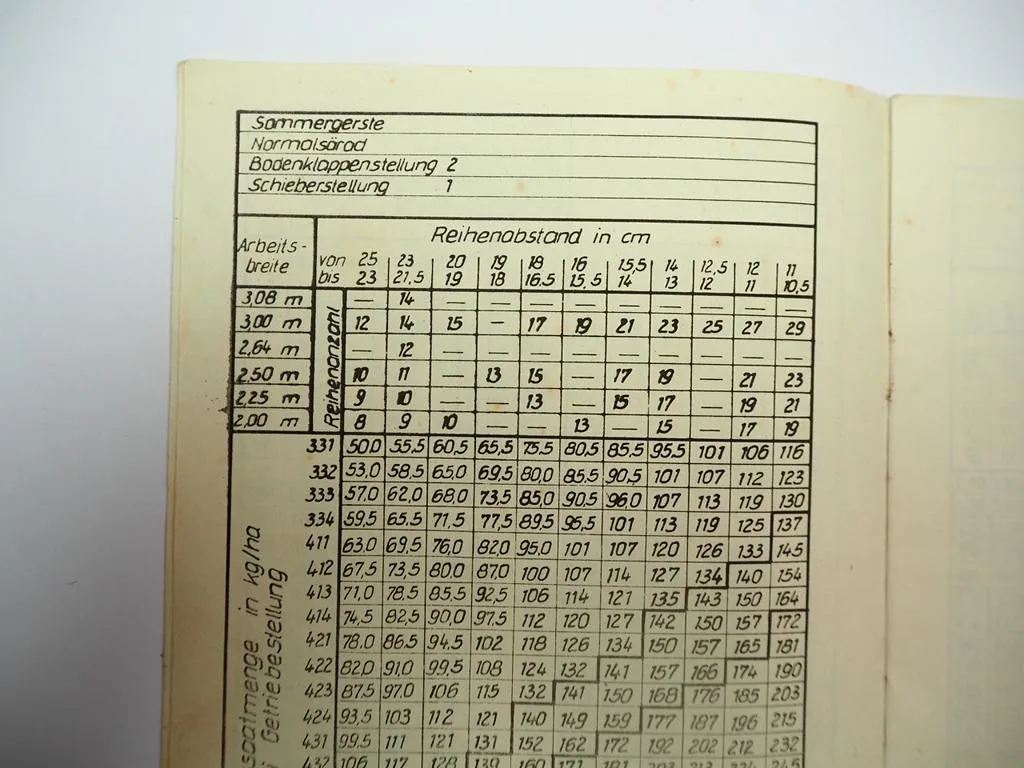 Sommergerste
Normalsärad
Bodenklappenstellung 2
Schieberstellung 1
Reihenabstand in cm
Arbeits-
breite
von 25 23 20 19 18 16 15,5 14 12,5 12 11
bis 23 21,5 19 18 16.5 15,5 14 13 12 11 10,5
Reihenanzahl
3,08 m — 14 — — — — — — — — —
3,00 m 12 14 15 — 17 19 21 23 25 27 29
2,64 m — 12 — — — — — — — — —
2,50 m 10 11 — 13 15 — 17 19 — 21 23
2,25 m 9 10 — — 13 — 15 17 — 19 21
2,00 m 8 9 10 — — 13 — 15 — 17 19
saatmenge in kg/ha
Getriebestellung
331 50,0 55,5 60,5 65,5 75,5 80,5 85,5 95,5 101 106 116
332 53,0 58,5 65,0 69,5 80,0 85,5 90,5 101 107 112 123
333 57,0 62,0 68,0 73,5 85,0 90,5 96,0 107 113 119 130
334 59,5 65,5 71,5 77,5 89,5 95,5 101 113 119 125 137
411 63,0 69,5 76,0 82,0 95,0 101 107 120 126 133 145
412 67,5 73,5 80,0 87,0 100 107 114 127 134 140 154
413 71,0 78,5 85,5 92,5 106 114 121 135 143 150 164
414 74,5 82,5 90,0 97,5 112 120 127 142 150 157 172
421 78.0 86,5 94,5 102 118 126 134 150 157 165 181
422 82,0 91,0 99,5 108 124 132 141 157 166 174 190
423 87,5 97,0 106 115 132 141 150 168 176 185 203
424 93,5 103 112 121 140 149 159 177 187 196 215
431 99.5 111 121 131 152 162 172 192 202 212 232
432 106 117 128 139 160 171